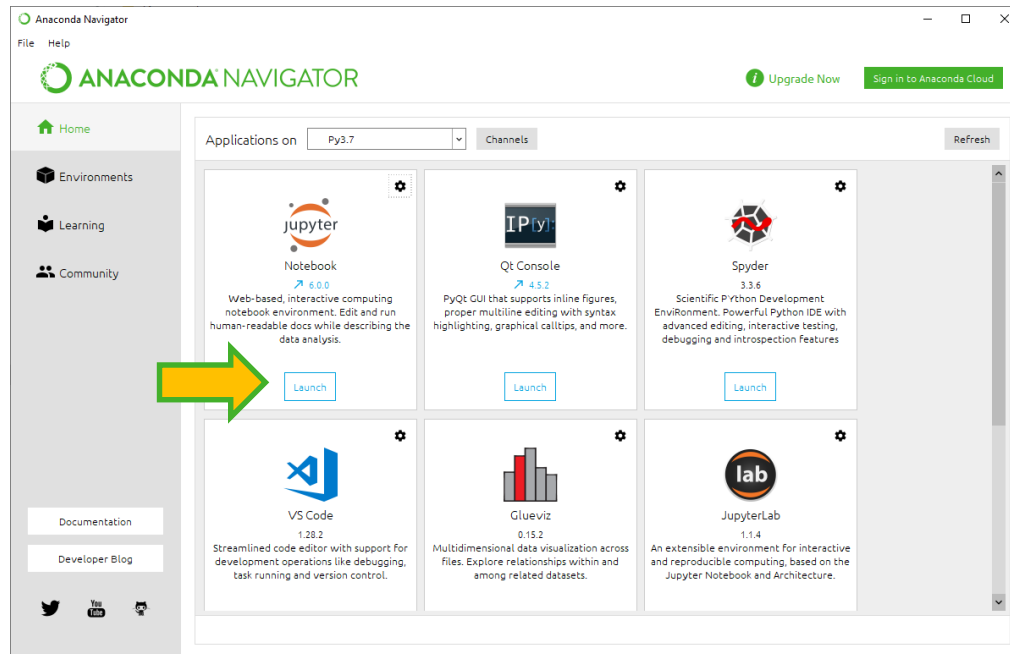 Anaconda Navigator
File Help
ANACONDA NAVIGATOR
Upgrade Now
Sign in to Anaconda Cloud
Home
Environments
Learning
Community
Documentation
Developer Blog
You
Tube
Applications on Py3.7 Channels Refresh
jupyter
Notebook
6.0.0
Web-based, interactive computing
notebook environment. Edit and run
human-readable docs while describing the
data analysis.
Launch
IP[y]:
Qt Console
4.5.2
PyQt GUI that supports inline figures,
proper multiline editing with syntax
highlighting, graphical calltips, and more.
Launch
Spyder
3.3.6
Scientific PYthon Development
EnviRonment. Powerful Python IDE with
advanced editing, interactive testing,
debugging and introspection features
Launch
VS Code
1.28.2
Streamlined code editor with support for
development operations like debugging,
task running and version control.
Glueviz
0.15.2
Multidimensional data visualization across
files. Explore relationships within and
among related datasets.
lab
JupyterLab
1.1.4
An extensible environment for interactive
and reproducible computing, based on the
Jupyter Notebook and Architecture.